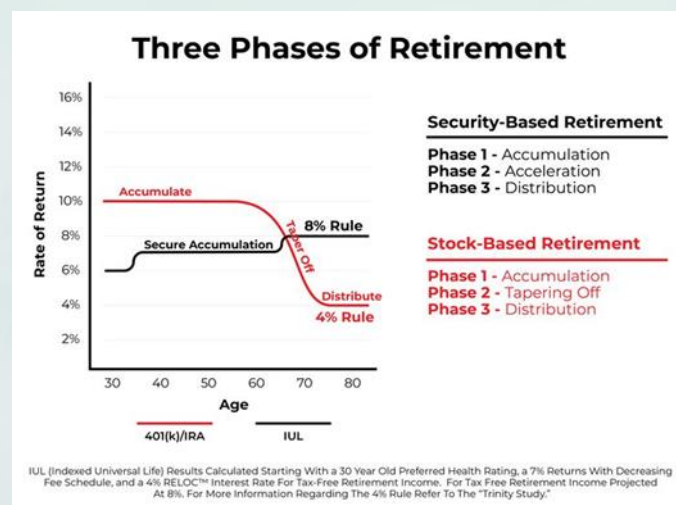 Three Phases of Retirement
16%
14%
12%
10%
8%
6%
4%
2%
Rate of Return
Accumulate
Secure Accumulation
Taper Off
8% Rule
Distribute
4% Rule
30 40 50 60 70 80
Age
401(k)/IRA IUL
Security-Based Retirement
Phase 1 - Accumulation
Phase 2 - Acceleration
Phase 3 - Distribution
Stock-Based Retirement
Phase 1 - Accumulation
Phase 2 - Tapering Off
Phase 3 - Distribution
IUL (Indexed Universal Life) Results Calculated Starting With a 30 Year Old Preferred Health Rating, a 7% Returns With Decreasing
Fee Schedule, and a 4% RELOC™ Interest Rate For Tax-Free Retirement Income. For Tax Free Retirement Income Projected
At 8%. For More Information Regarding The 4% Rule Refer To The “Trinity Study.”